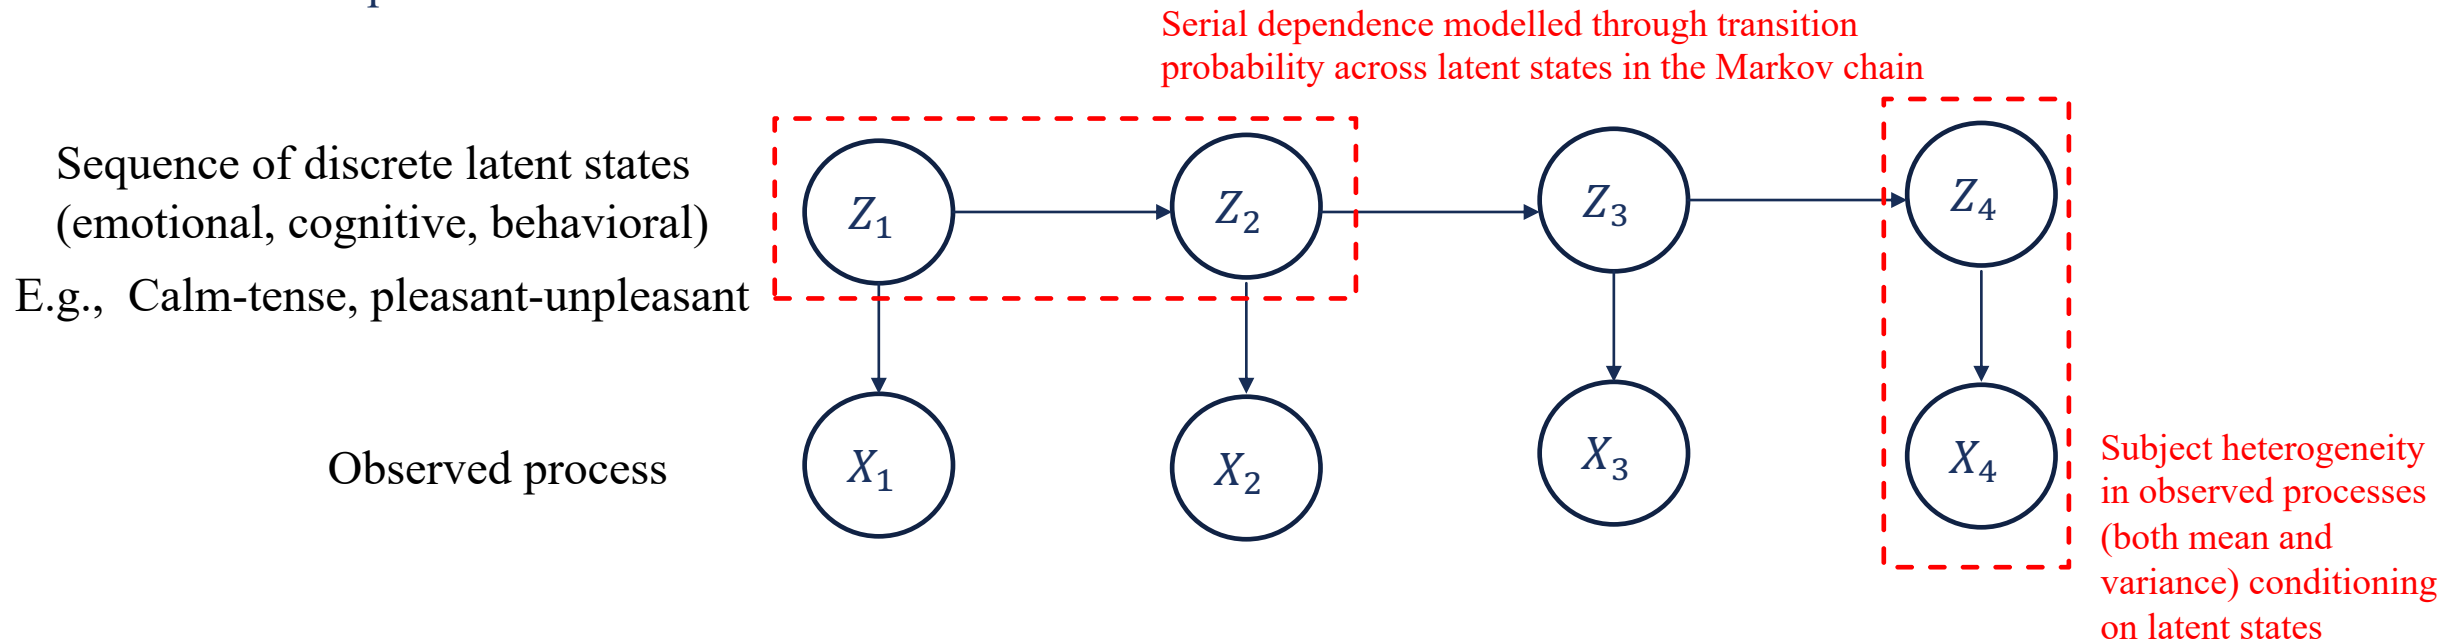 Serial dependence modelled through transition
probability across latent states in the Markov chain
Sequence of discrete latent states
(emotional, cognitive, behavioral)
E.g., Calm-tense, pleasant-unpleasant
Z₁
Z₂
Z₃
Z₄
Observed process
X₁
X₂
X₃
X₄
Subject heterogeneity
in observed processes
(both mean and
variance) conditioning
on latent states